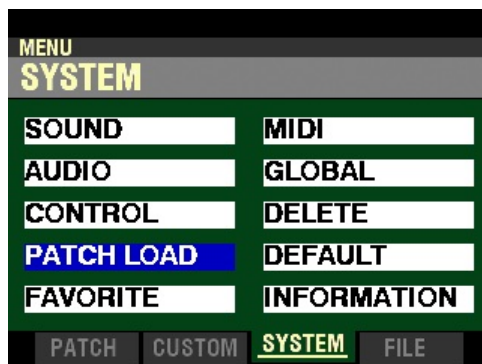 MENU
SYSTEM
SOUND
MIDI
AUDIO
GLOBAL
CONTROL
DELETE
PATCH LOAD
DEFAULT
FAVORITE
INFORMATION
PATCH CUSTOM SYSTEM FILE